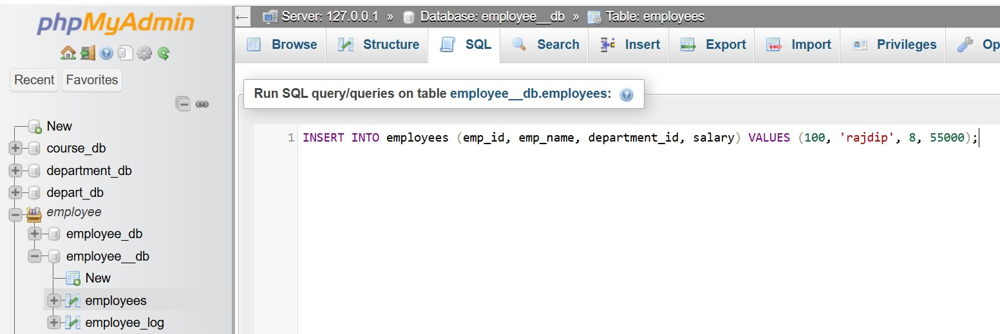 phpMyAdmin
Recent Favorites
New
course_db
department_db
depart_db
employee
employee_db
employee__db
New
employees
employee_log
Server: 127.0.0.1 » Database: employee__db » Table: employees
Browse Structure SQL Search Insert Export Import Privileges Op
Run SQL query/queries on table employee__db.employees:
1 INSERT INTO employees (emp_id, emp_name, department_id, salary) VALUES (100, 'rajdip', 8, 55000);